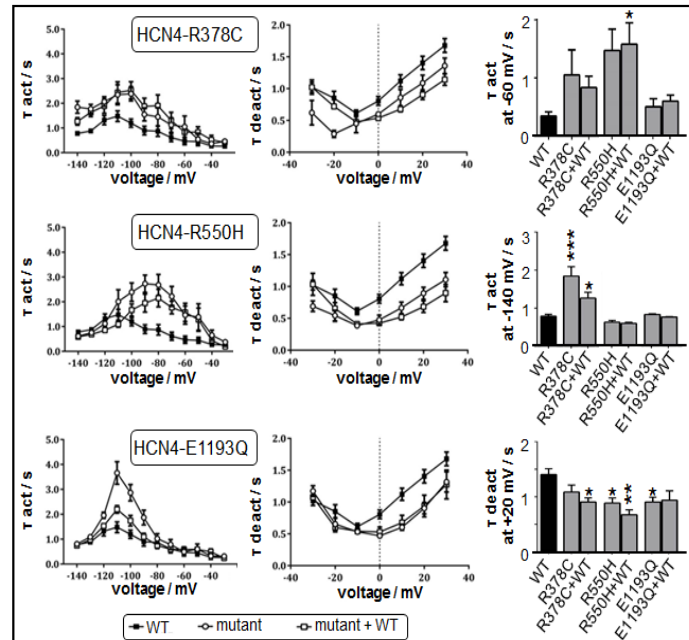 HCN4-R378C
τ act / s
5.0
4.0
3.0
2.0
1.0
0.0
-140 -120 -100 -80 -60 -40
voltage / mV
τ de act / s
2.0
1.5
1.0
0.5
0.0
-20 0 20 40
voltage / mV
τ act
at -60 mV / s
2
1
0
*
WT
R378C
R378C+WT
R550H
R550H+WT
E1193Q
E1193Q+WT
HCN4-R550H
τ act / s
5.0
4.0
3.0
2.0
1.0
0.0
-140 -120 -100 -80 -60 -40
voltage / mV
τ de act / s
2.0
1.5
1.0
0.5
0.0
-20 0 20 40
voltage / mV
τ act
at -140 mV / s
3
2
1
0
***
*
WT
R378C
R378C+WT
R550H
R550H+WT
E1193Q
E1193Q+WT
HCN4-E1193Q
τ act / s
5.0
4.0
3.0
2.0
1.0
0.0
-140 -120 -100 -80 -60 -40
voltage / mV
τ de act / s
2.0
1.5
1.0
0.5
0.0
-20 0 20 40
voltage / mV
τ de act
at +20 mV / s
2
1
0
* * ** *
WT
R378C
R378C+WT
R550H
R550H+WT
E1193Q
E1193Q+WT
WT mutant mutant + WT